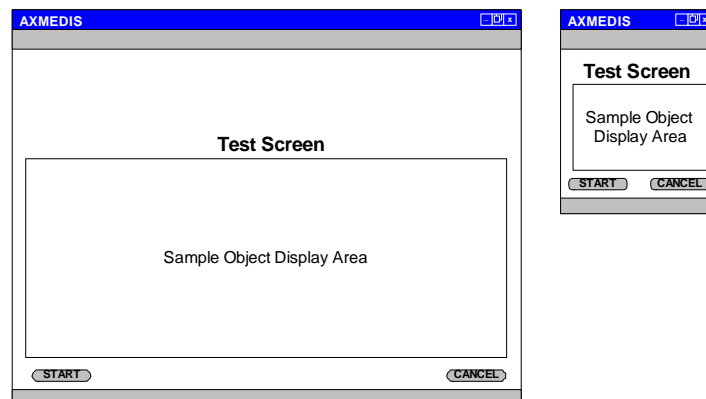 AXMEDIS
Test Screen
Sample Object Display Area
START
CANCEL
AXMEDIS
Test Screen
Sample Object
Display Area
START
CANCEL